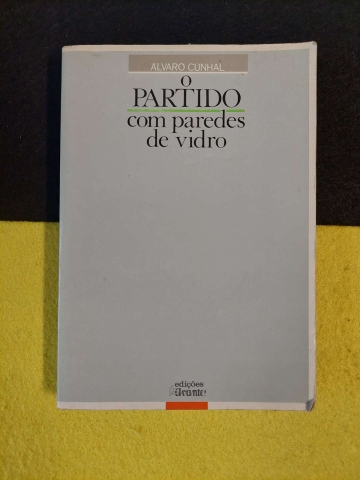 ALVARO CUNHAL
O
PARTIDO
com paredes
de vidro
edições
Avante!